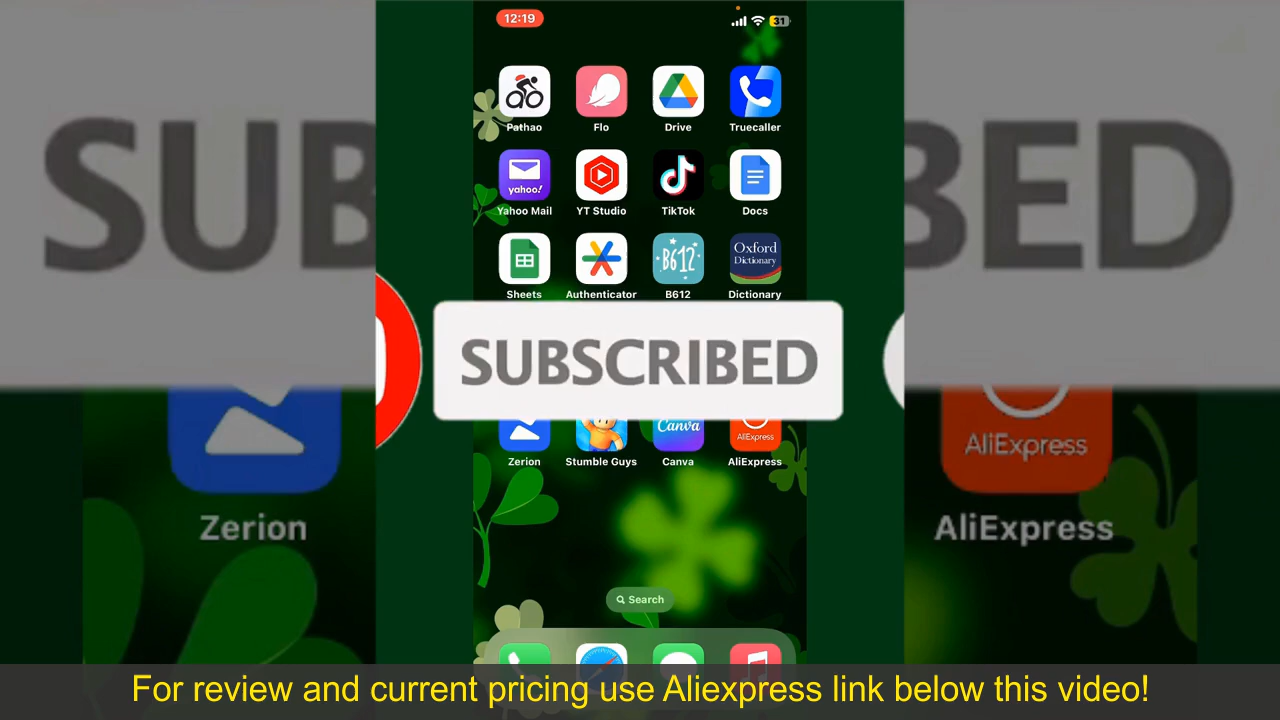 12:19
31
Pathao Flo Drive Truecaller
yahoo!
Yahoo Mail YT Studio TikTok Docs
B612 Oxford Dictionary
Sheets Authenticator B612 Dictionary
SUB
BED
SUBSCRIBED
Canva AliExpress
Zerion Stumble Guys Canva AliExpress
AliExpress
Zerion
AliExpress
Search
For review and current pricing use Aliexpress link below this video!